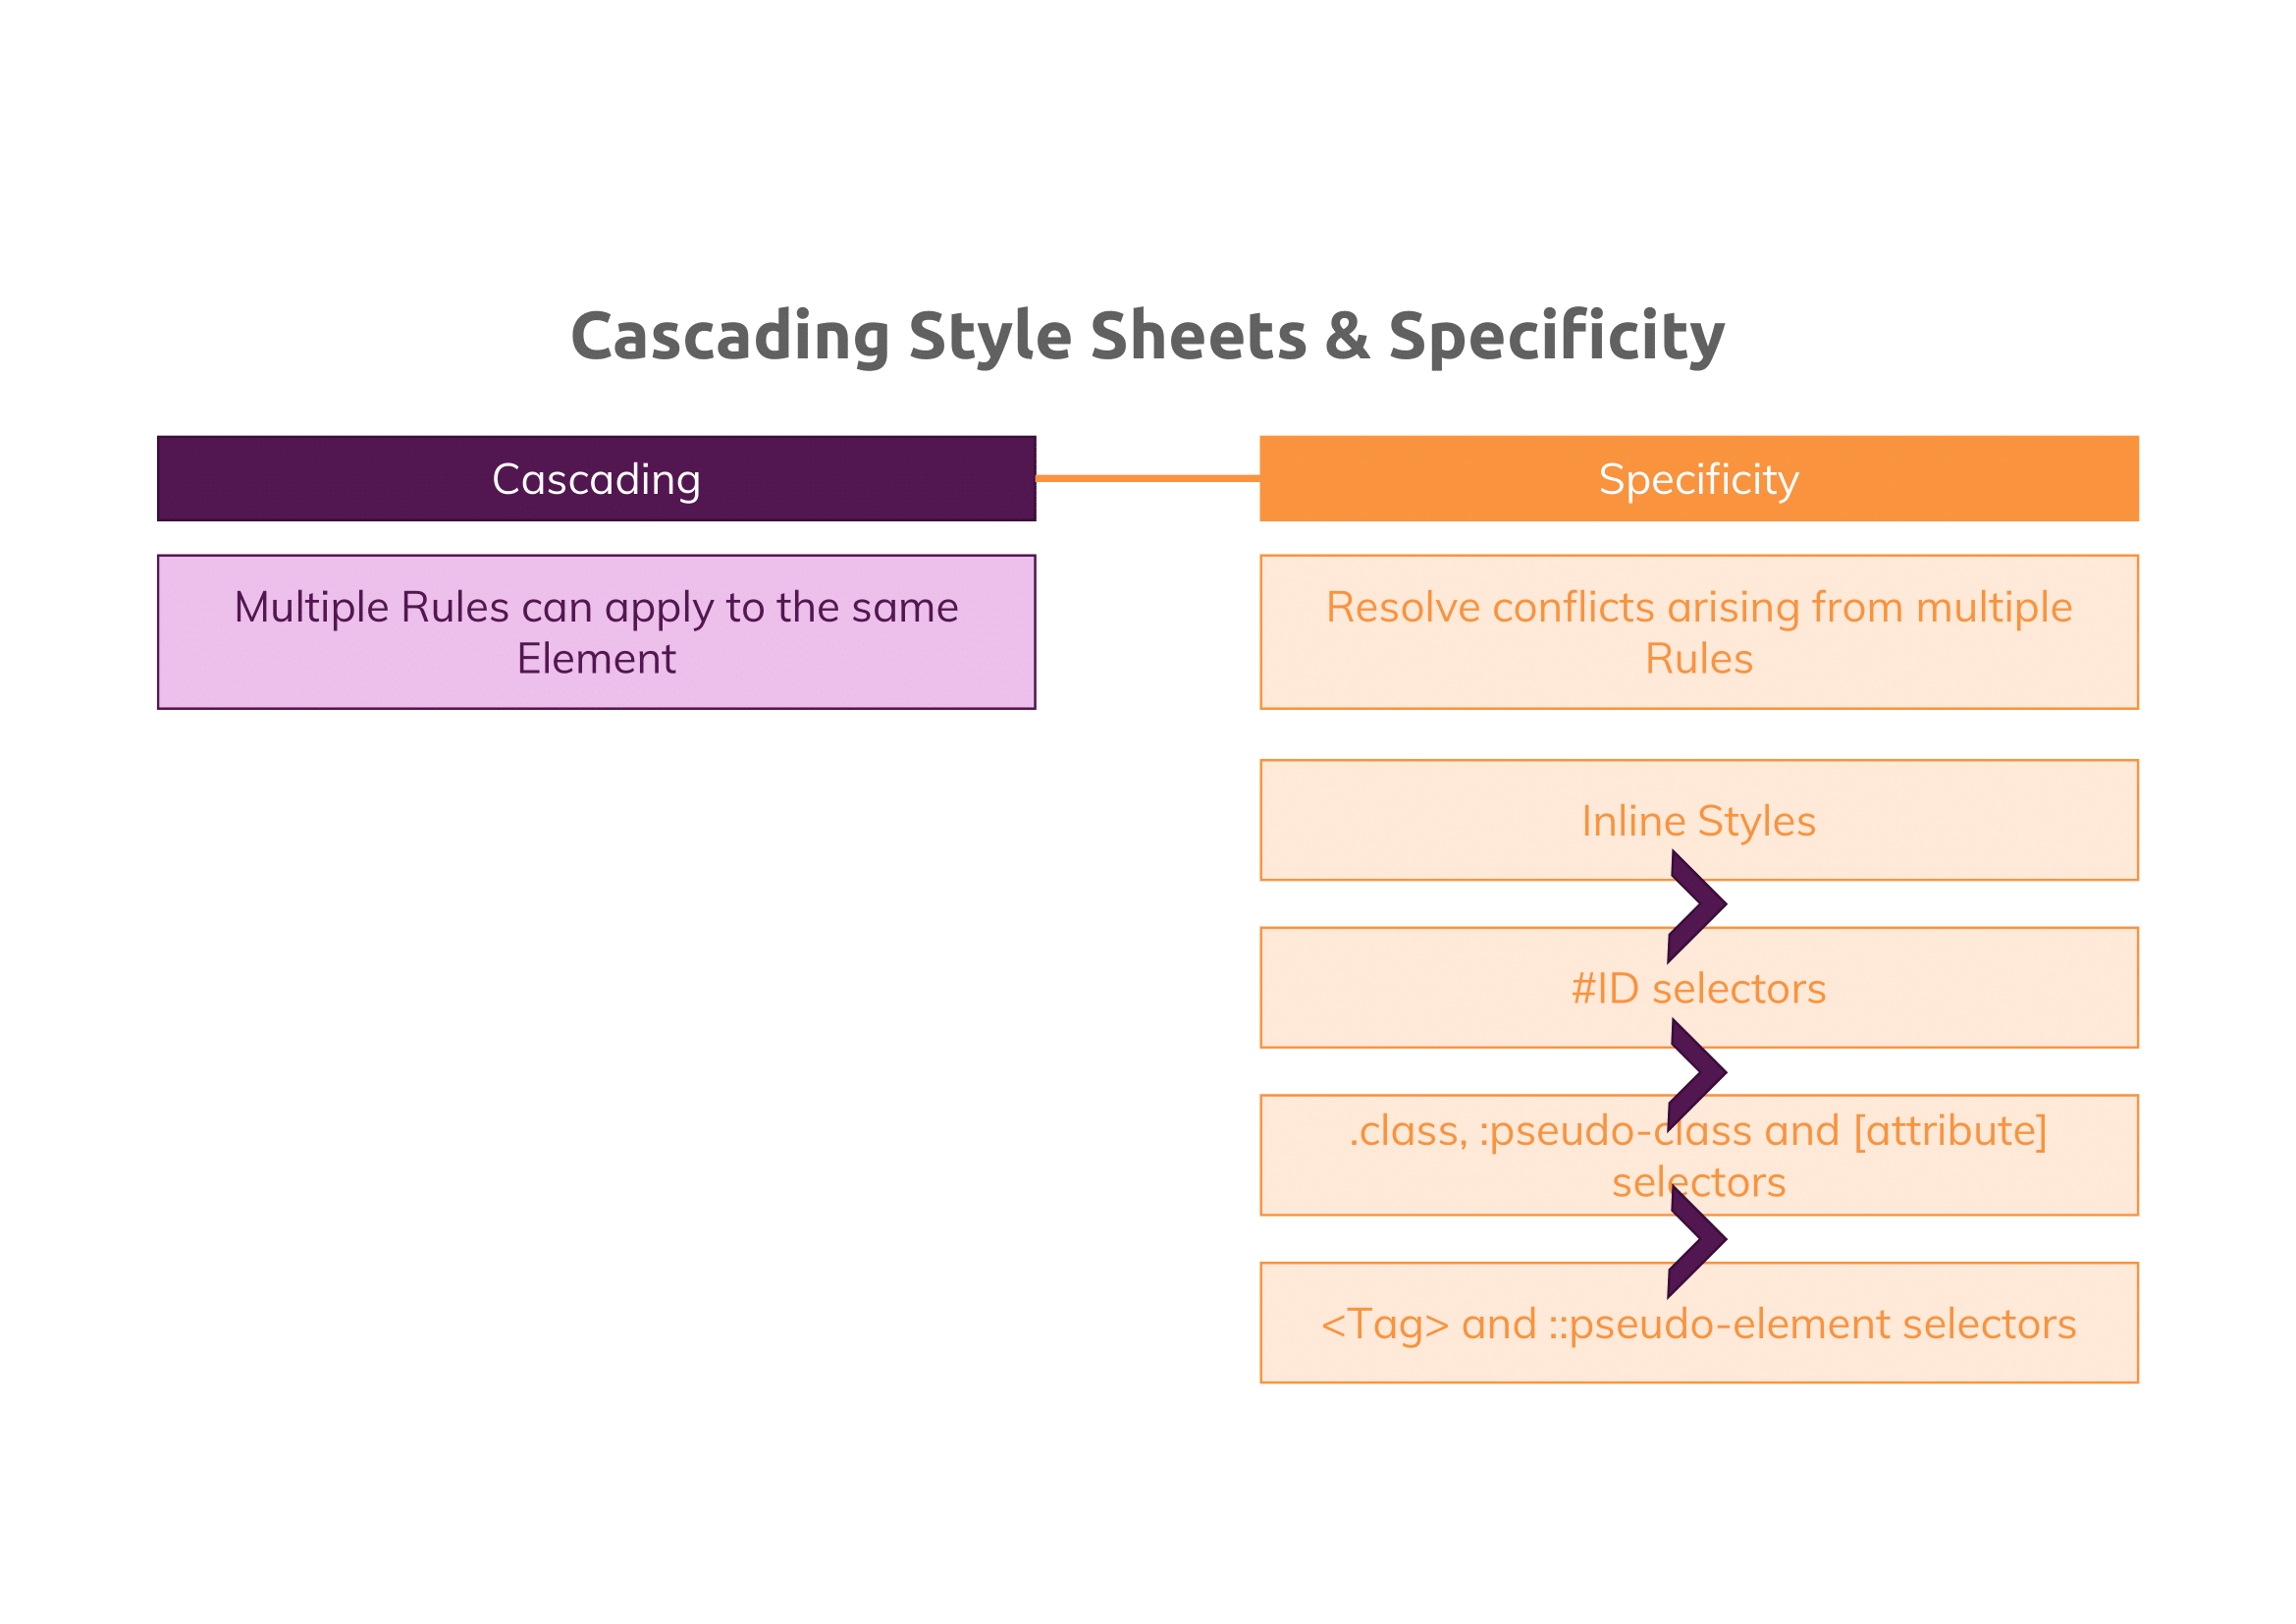 Cascading Style Sheets & Specificity
Cascading
Specificity
Multiple Rules can apply to the same
Element
Resolve conflicts arising from multiple
Rules
Inline Styles
#ID selectors
.class, :pseudo-class and [attribute]
selectors
<Tag> and ::pseudo-element selectors